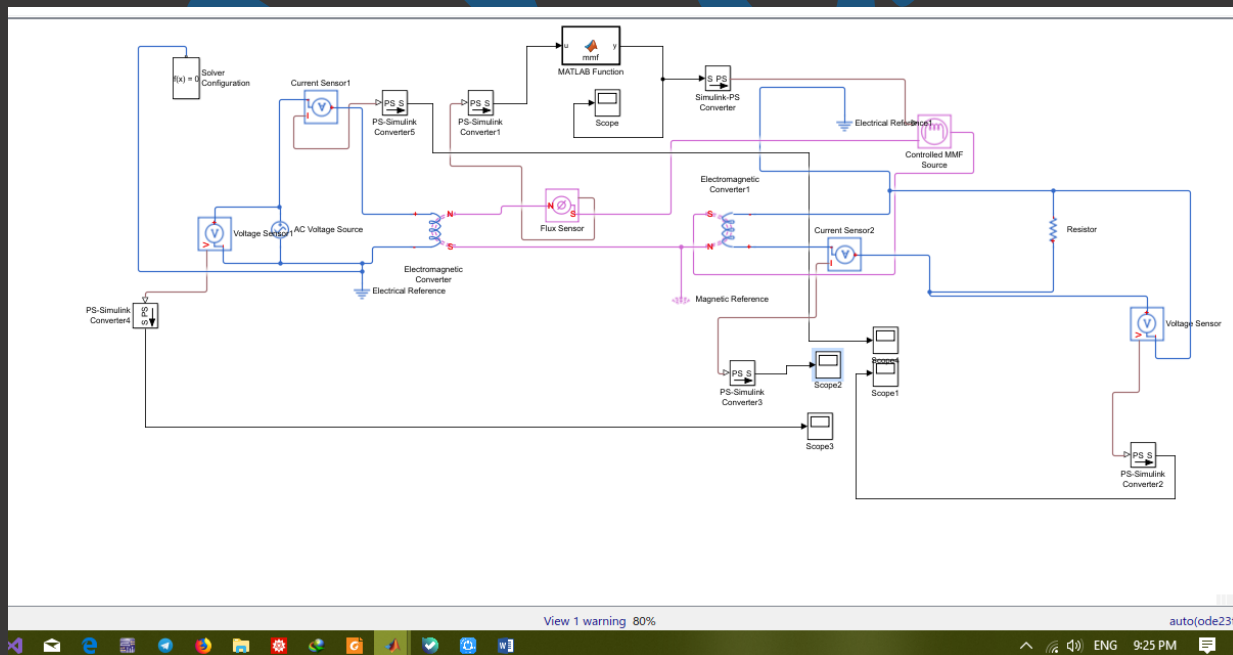 f(x) = 0
Solver
Configuration
Current Sensor1
V
I
PS S
PS-Simulink
Converter5
PS S
PS-Simulink
Converter1
u
mmf
y
MATLAB Function
Scope
S PS
Simulink-PS
Converter
Electrical Reference1
Controlled MMF
Source
V
V
Voltage Sensor1
AC Voltage Source
+
-
N
S
Electromagnetic
Converter
Electrical Reference
N
S
Flux Sensor
Electromagnetic
Converter1
S
N
-
+
Current Sensor2
V
I
Resistor
Magnetic Reference
PS-Simulink
Converter4
S PS
V
V
Voltage Sensor
PS S
PS-Simulink
Converter3
Scope2
Scope4
Scope1
Scope3
PS S
PS-Simulink
Converter2
View 1 warning 80%
auto(ode23t
ENG 9:25 PM